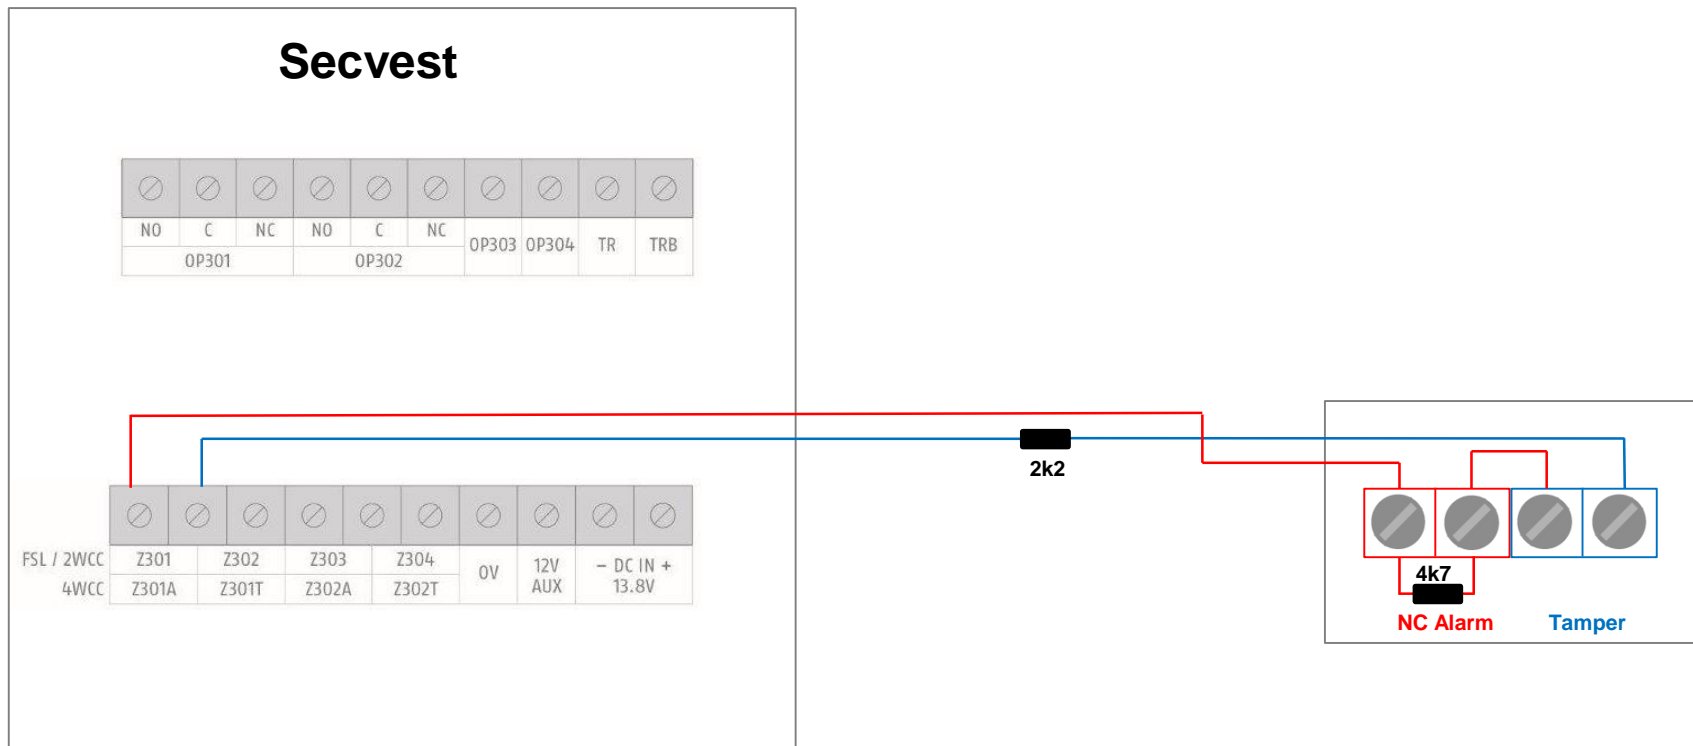 Secvest
NO C NC NO C NC OP303 OP304 TR TRB
OP301 OP302
2k2
FSL / 2WCC Z301 Z302 Z303 Z304 0V 12V AUX − DC IN + 13.8V
4WCC Z301A Z301T Z302A Z302T
4k7
NC Alarm Tamper